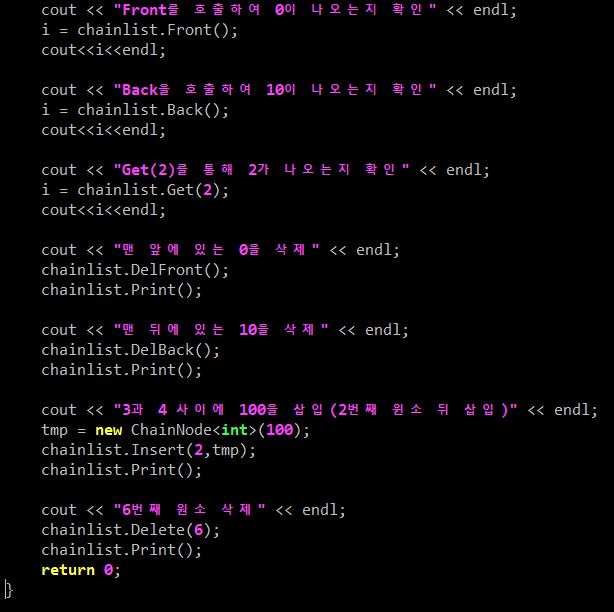 cout << "Front를 호출하여 0이 나오는지 확인" << endl;
i = chainlist.Front();
cout<<i<<endl;
cout << "Back을 호출하여 10이 나오는지 확인" << endl;
i = chainlist.Back();
cout<<i<<endl;
cout << "Get(2)를 통해 2가 나오는지 확인" << endl;
i = chainlist.Get(2);
cout<<i<<endl;
cout << "맨 앞에 있는 0을 삭제" << endl;
chainlist.DelFront();
chainlist.Print();
cout << "맨 뒤에 있는 10을 삭제" << endl;
chainlist.DelBack();
chainlist.Print();
cout << "3과 4 사이에 100을 삽입(2번째 원소 뒤 삽입)" << endl;
tmp = new ChainNode<int>(100);
chainlist.Insert(2,tmp);
chainlist.Print();
cout << "6번째 원소 삭제" << endl;
chainlist.Delete(6);
chainlist.Print();
return 0;
}